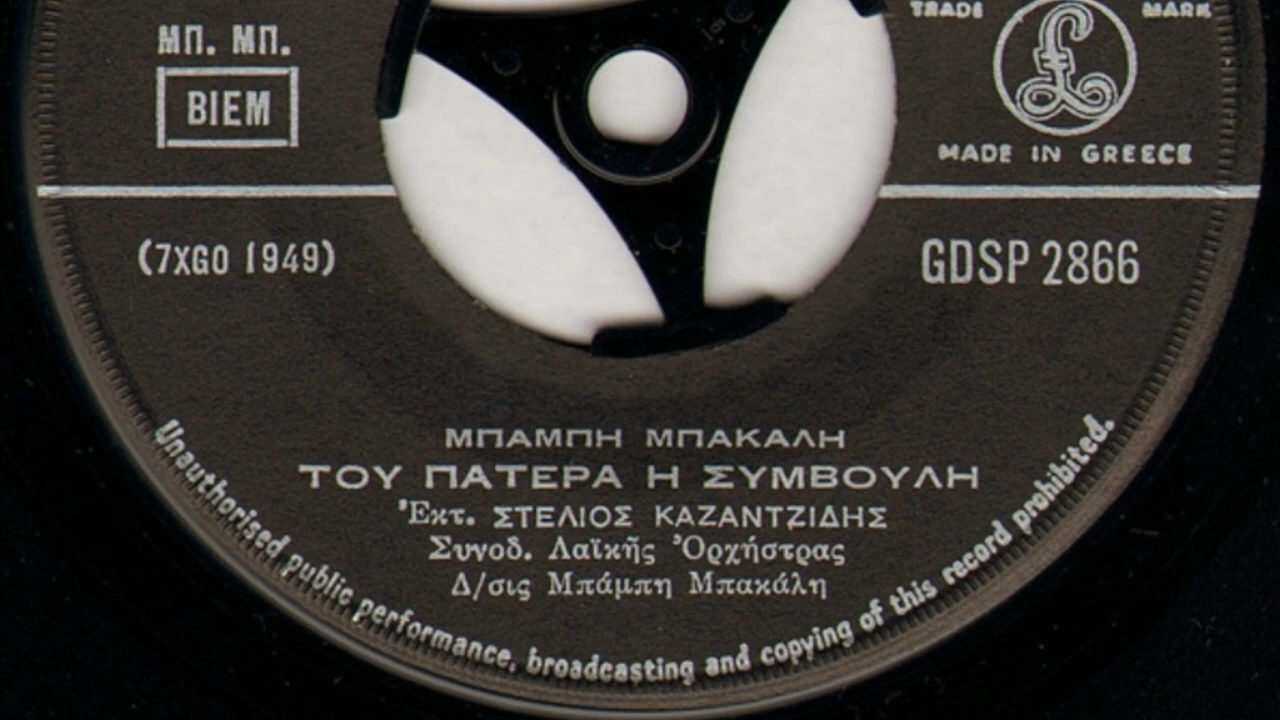 ΜΠ. ΜΠ.
BIEM
TRADE MARK
£
MADE IN GREECE
(7XGO 1949)
GDSP 2866
ΜΠΑΜΠΗ ΜΠΑΚΑΛΗ
ΤΟΥ ΠΑΤΕΡΑ Η ΣΥΜΒΟΥΛΗ
Ἐκτ. ΣΤΕΛΙΟΣ ΚΑΖΑΝΤΖΙΔΗΣ
Συνοδ. Λαϊκῆς Ὀρχήστρας
Δ/σις Μπάμπη Μπακάλη
Unauthorised public performance, broadcasting and copying of this record prohibited.